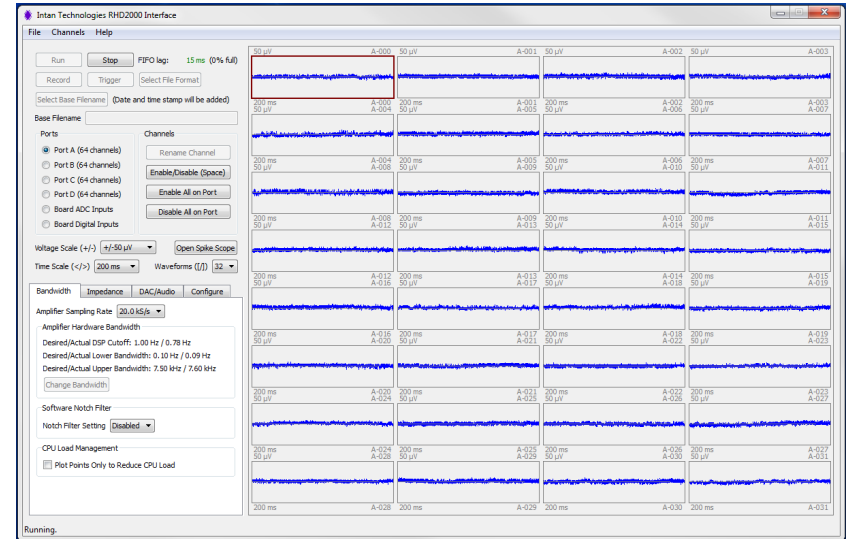 Intan Technologies RHD2000 Interface
File Channels Help
Run Stop FIFO lag: 15 ms (0% full)
Record Trigger Select File Format
Select Base Filename (Date and time stamp will be added)
Base Filename
Ports Channels
Port A (64 channels) Rename Channel
Port B (64 channels)
Port C (64 channels) Enable/Disable (Space)
Port D (64 channels) Enable All on Port
Board ADC Inputs Disable All on Port
Board Digital Inputs
Voltage Scale (+/-) +/-50 µV Open Spike Scope
Time Scale (</>) 200 ms Waveforms ([/]) 32
Bandwidth Impedance DAC/Audio Configure
Amplifier Sampling Rate 20.0 kS/s
Amplifier Hardware Bandwidth
Desired/Actual DSP Cutoff: 1.00 Hz / 0.78 Hz
Desired/Actual Lower Bandwidth: 0.10 Hz / 0.09 Hz
Desired/Actual Upper Bandwidth: 7.50 kHz / 7.60 kHz
Change Bandwidth
Software Notch Filter
Notch Filter Setting Disabled
CPU Load Management
Plot Points Only to Reduce CPU Load
50 µV A-000 50 µV A-001 50 µV A-002 50 µV A-003
200 ms A-000 200 ms A-001 200 ms A-002 200 ms A-003
50 µV A-004 50 µV A-005 50 µV A-006 50 µV A-007
200 ms A-004 200 ms A-005 200 ms A-006 200 ms A-007
50 µV A-008 50 µV A-009 50 µV A-010 50 µV A-011
200 ms A-008 200 ms A-009 200 ms A-010 200 ms A-011
50 µV A-012 50 µV A-013 50 µV A-014 50 µV A-015
200 ms A-012 200 ms A-013 200 ms A-014 200 ms A-015
50 µV A-016 50 µV A-017 50 µV A-018 50 µV A-019
200 ms A-016 200 ms A-017 200 ms A-018 200 ms A-019
50 µV A-020 50 µV A-021 50 µV A-022 50 µV A-023
200 ms A-020 200 ms A-021 200 ms A-022 200 ms A-023
50 µV A-024 50 µV A-025 50 µV A-026 50 µV A-027
200 ms A-024 200 ms A-025 200 ms A-026 200 ms A-027
50 µV A-028 50 µV A-029 50 µV A-030 50 µV A-031
200 ms A-028 200 ms A-029 200 ms A-030 200 ms A-031
Running.